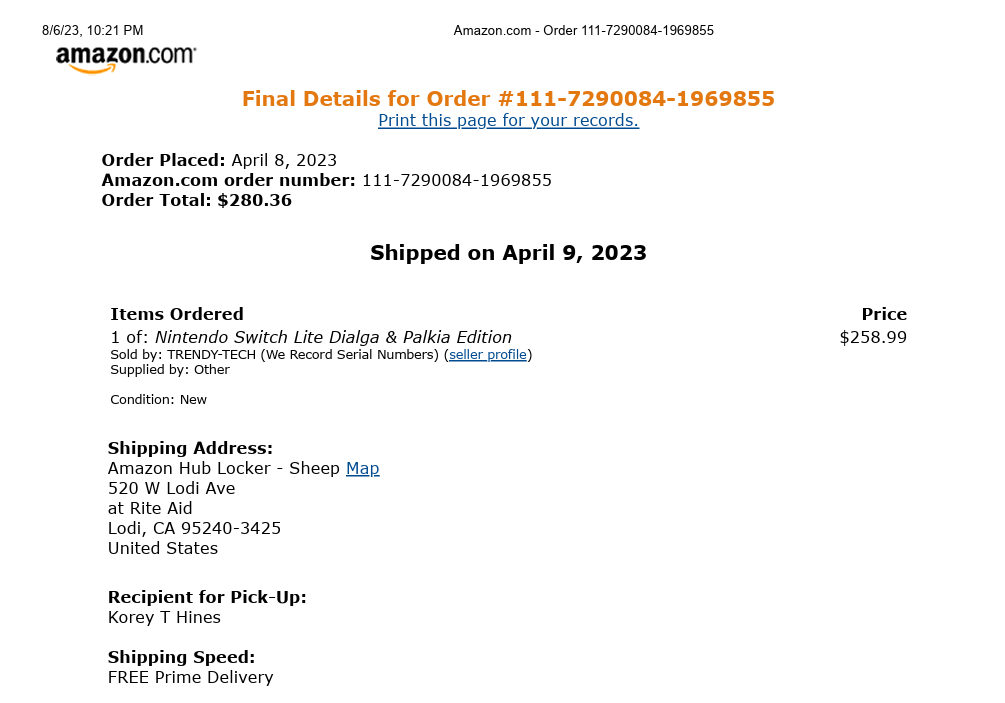 8/6/23, 10:21 PM Amazon.com - Order 111-7290084-1969855
amazon.com
Final Details for Order #111-7290084-1969855
Print this page for your records.
Order Placed: April 8, 2023
Amazon.com order number: 111-7290084-1969855
Order Total: $280.36
Shipped on April 9, 2023
Items Ordered Price
1 of: Nintendo Switch Lite Dialga & Palkia Edition $258.99
Sold by: TRENDY-TECH (We Record Serial Numbers) (seller profile)
Supplied by: Other
Condition: New
Shipping Address:
Amazon Hub Locker - Sheep Map
520 W Lodi Ave
at Rite Aid
Lodi, CA 95240-3425
United States
Recipient for Pick-Up:
Korey T Hines
Shipping Speed:
FREE Prime Delivery